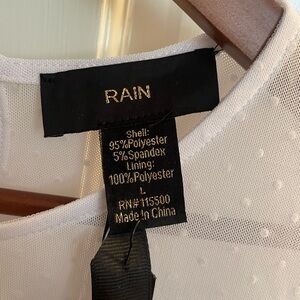 RAIN
Shell:
95%Polyester
5%Spandex
Lining:
100%Polyester
L
RN#115500
Made In China